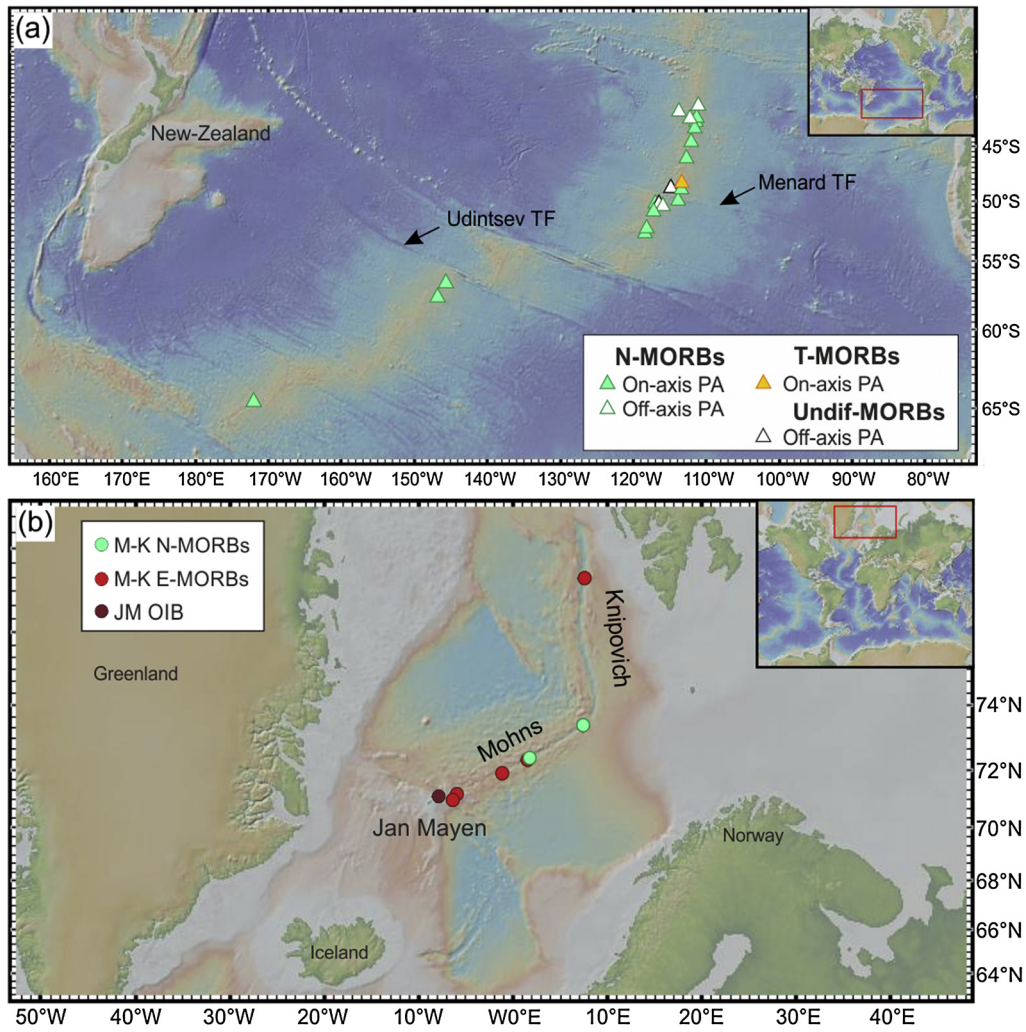 (a)
New-Zealand
Menard TF
Udintsev TF
45°S
50°S
55°S
60°S
65°S
N-MORBs
On-axis PA
Off-axis PA
T-MORBs
On-axis PA
Undif-MORBs
Off-axis PA
160°E 170°E 180°W 170°W 160°W 150°W 140°W 130°W 120°W 110°W 100°W 90°W 80°W
(b)
M-K N-MORBs
M-K E-MORBs
JM OIB
Greenland
Knipovich
Mohns
Jan Mayen
Norway
Iceland
74°N
72°N
70°N
68°N
66°N
64°N
50°W 40°W 30°W 20°W 10°W W0°E 10°E 20°E 30°E 40°E